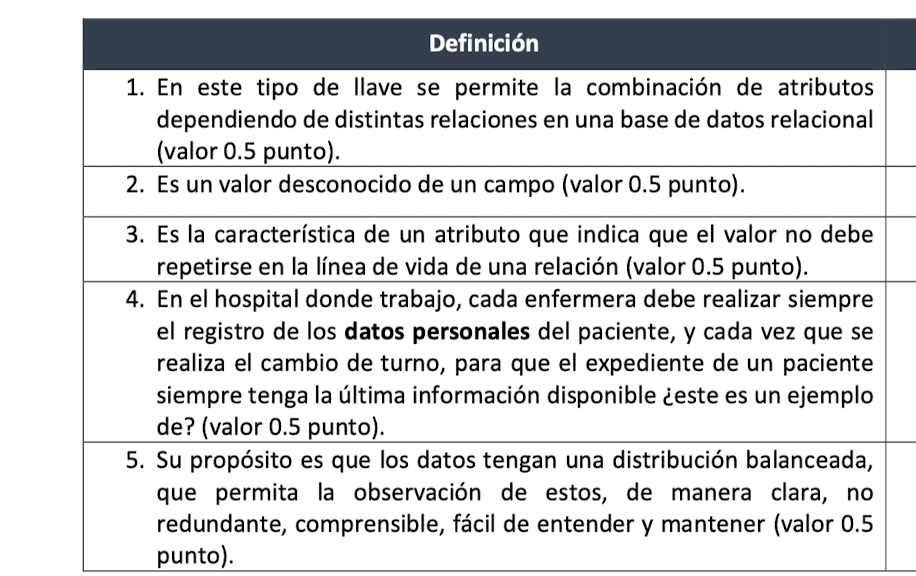 Definición
1. En este tipo de llave se permite la combinación de atributos
dependiendo de distintas relaciones en una base de datos relacional
(valor 0.5 punto).
2. Es un valor desconocido de un campo (valor 0.5 punto).
3. Es la característica de un atributo que indica que el valor no debe
repetirse en la línea de vida de una relación (valor 0.5 punto).
4. En el hospital donde trabajo, cada enfermera debe realizar siempre
el registro de los datos personales del paciente, y cada vez que se
realiza el cambio de turno, para que el expediente de un paciente
siempre tenga la última información disponible ¿este es un ejemplo
de? (valor 0.5 punto).
5. Su propósito es que los datos tengan una distribución balanceada,
que permita la observación de estos, de manera clara, no
redundante, comprensible, fácil de entender y mantener (valor 0.5
punto).